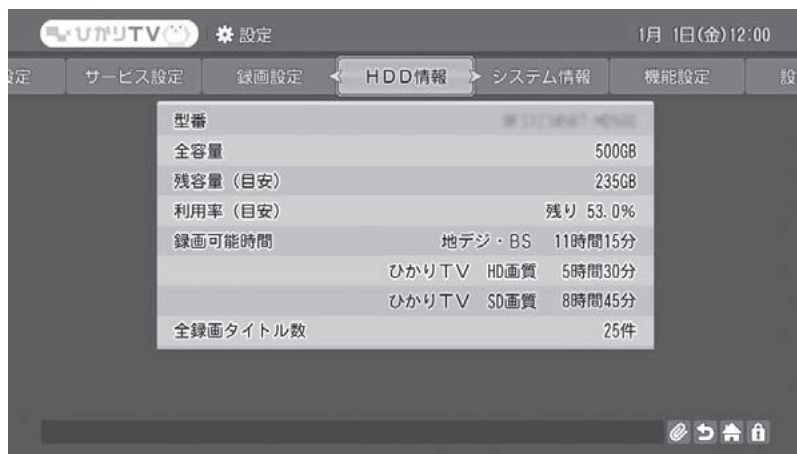 ひかりTV 設定 1月 1日(金)12:00
定 サービス設定 録画設定 HDD情報 システム情報 機能設定 設
型番
全容量 500GB
残容量（目安） 235GB
利用率（目安） 残り 53.0%
録画可能時間 地デジ・BS 11時間15分
ひかりTV HD画質 5時間30分
ひかりTV SD画質 8時間45分
全録画タイトル数 25件